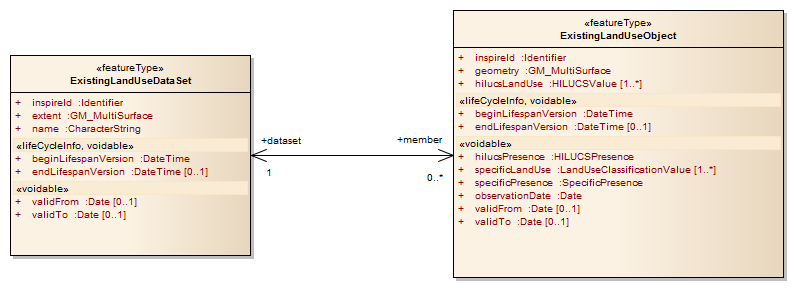 «featureType»
ExistingLandUseDataSet
+ inspireId :Identifier
+ extent :GM_MultiSurface
+ name :CharacterString
«lifeCycleInfo, voidable»
+ beginLifespanVersion :DateTime
+ endLifespanVersion :DateTime [0..1]
«voidable»
+ validFrom :Date [0..1]
+ validTo :Date [0..1]
+dataset
1
+member
0..*
«featureType»
ExistingLandUseObject
+ inspireId :Identifier
+ geometry :GM_MultiSurface
+ hilucsLandUse :HILUCSValue [1..*]
«lifeCycleInfo, voidable»
+ beginLifespanVersion :DateTime
+ endLifespanVersion :DateTime [0..1]
«voidable»
+ hilucsPresence :HILUCSPresence
+ specificLandUse :LandUseClassificationValue [1..*]
+ specificPresence :SpecificPresence
+ observationDate :Date
+ validFrom :Date [0..1]
+ validTo :Date [0..1]